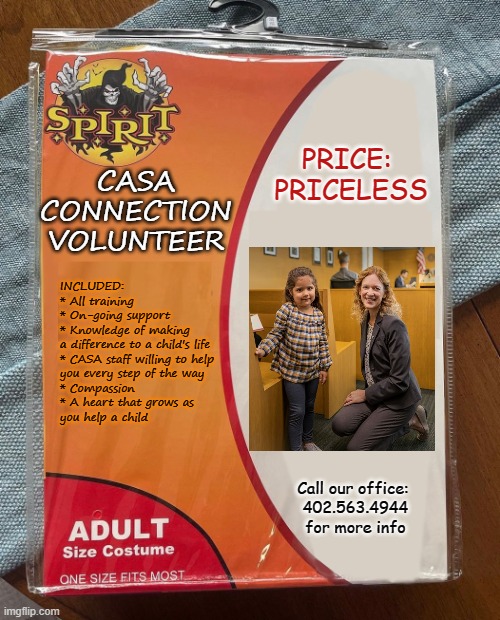 SPIRIT
CASA
CONNECTION
VOLUNTEER
INCLUDED:
* All training
* On-going support
* Knowledge of making
a difference to a child's life
* CASA staff willing to help
you every step of the way
* Compassion
* A heart that grows as
you help a child
ADULT
Size Costume
ONE SIZE FITS MOST
PRICE:
PRICELESS
Call our office:
402.563.4944
for more info
imgflip.com